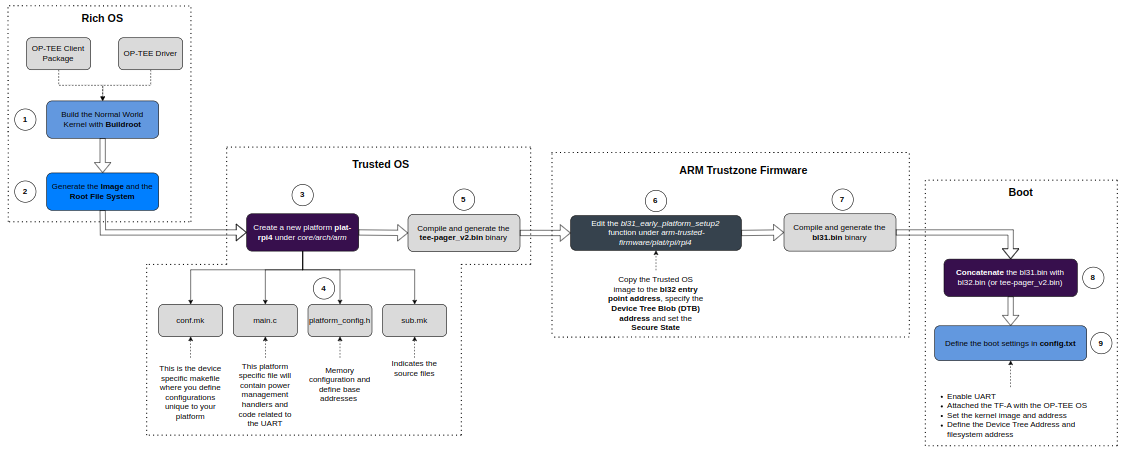 Rich OS
OP-TEE Client
Package
OP-TEE Driver
1
Build the Normal World
Kernel with Buildroot
2
Generate the Image and the
Root File System
Trusted OS
3
Create a new platform plat-
rpi4 under core/arch/arm
5
Compile and generate the
tee-pager_v2.bin binary
4
conf.mk
main.c
platform_config.h
sub.mk
This is the device
specific makefile
where you define
configurations
unique to your
platform
This platform
specific file will
contain power
management
handlers and
code related to
the UART
Memory
configuration and
define base
addresses
Indicates the
source files
ARM Trustzone Firmware
6
Edit the bl31_early_platform_setup2
function under arm-trusted-
firmware/plat/rpi/rpi4
7
Compile and generate the
bl31.bin binary
Copy the Trusted OS
image to the bl32 entry
point address, specify the
Device Tree Blob (DTB)
address and set the
Secure State
Boot
Concatenate the bl31.bin with
bl32.bin (or tee-pager_v2.bin)
8
Define the boot settings in config.txt
9
• Enable UART
• Attached the TF-A with the OP-TEE OS
• Set the kernel image and address
• Define the Device Tree Address and
filesystem address